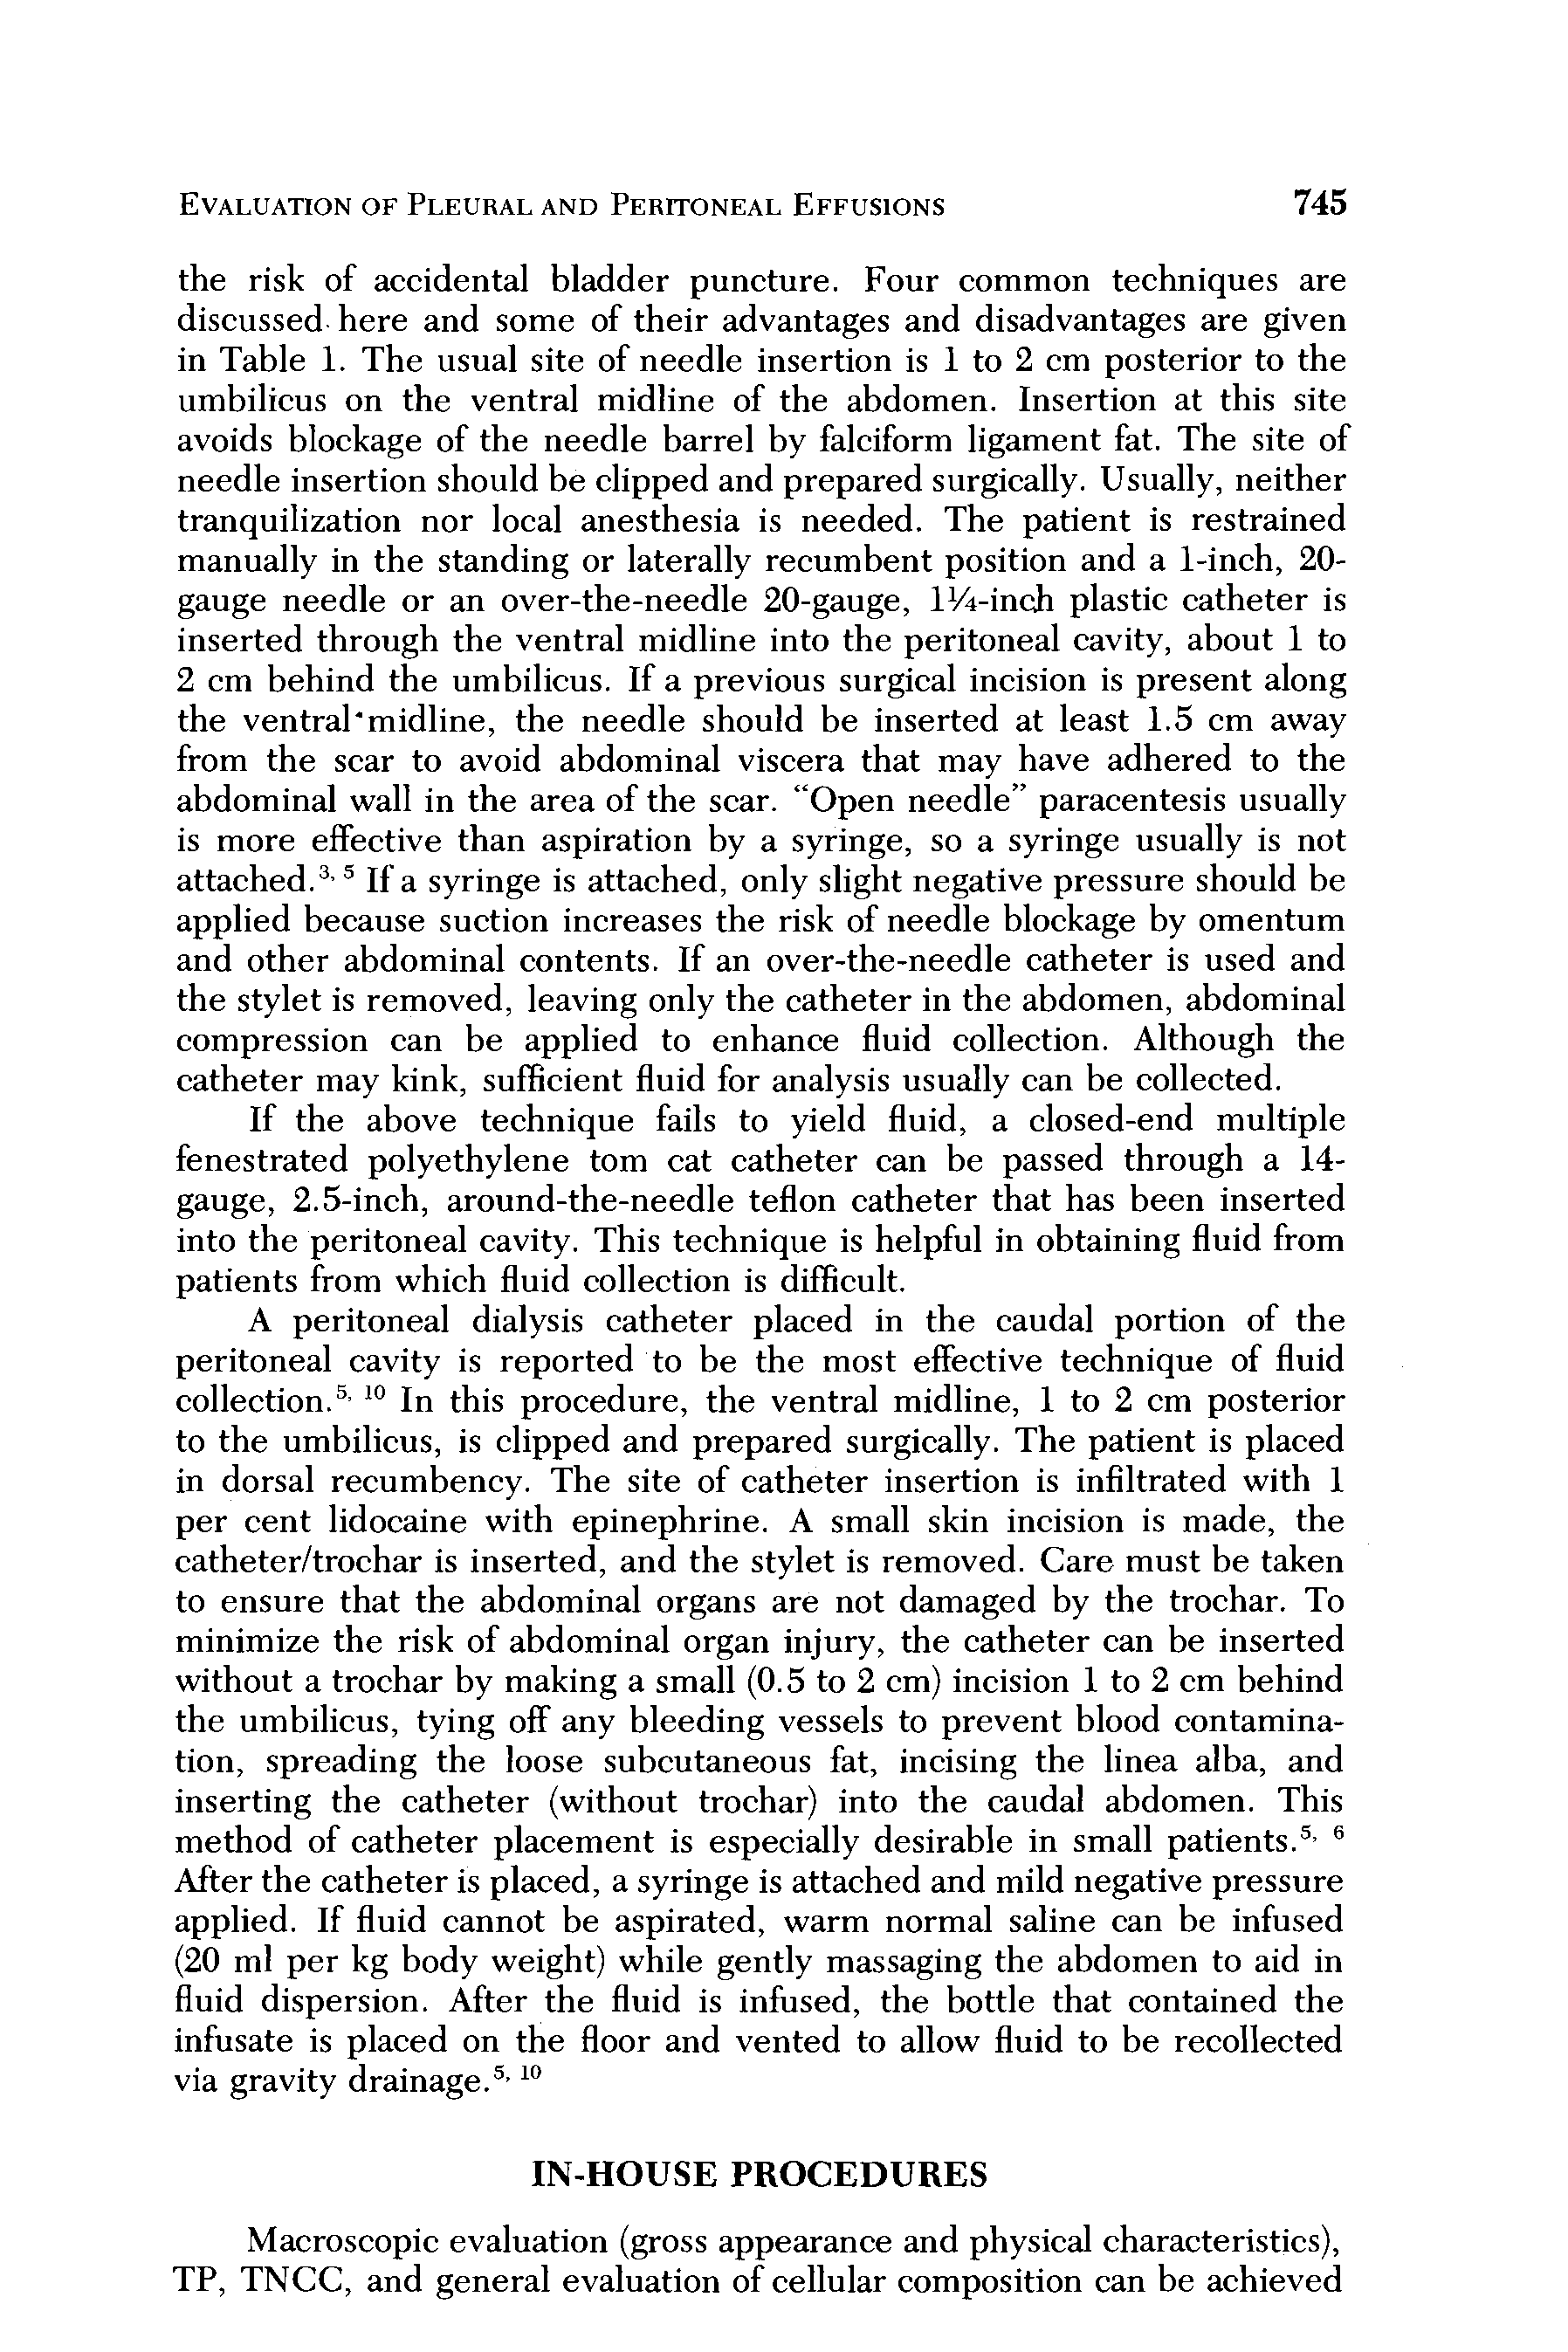 EVALUATION OF PLEURAL AND PERITONEAL EFFUSIONS 745
the risk of accidental bladder puncture. Four common techniques are
discussed here and some of their advantages and disadvantages are given
in Table 1. The usual site of needle insertion is 1 to 2 cm posterior to the
umbilicus on the ventral midline of the abdomen. Insertion at this site
avoids blockage of the needle barrel by falciform ligament fat. The site of
needle insertion should be clipped and prepared surgically. Usually, neither
tranquilization nor local anesthesia is needed. The patient is restrained
manually in the standing or laterally recumbent position and a 1-inch, 20-
gauge needle or an over-the-needle 20-gauge, 1¼-inch plastic catheter is
inserted through the ventral midline into the peritoneal cavity, about 1 to
2 cm behind the umbilicus. If a previous surgical incision is present along
the ventral midline, the needle should be inserted at least 1.5 cm away
from the scar to avoid abdominal viscera that may have adhered to the
abdominal wall in the area of the scar. “Open needle” paracentesis usually
is more effective than aspiration by a syringe, so a syringe usually is not
attached.³, ⁵ If a syringe is attached, only slight negative pressure should be
applied because suction increases the risk of needle blockage by omentum
and other abdominal contents. If an over-the-needle catheter is used and
the stylet is removed, leaving only the catheter in the abdomen, abdominal
compression can be applied to enhance fluid collection. Although the
catheter may kink, sufficient fluid for analysis usually can be collected.
If the above technique fails to yield fluid, a closed-end multiple
fenestrated polyethylene tom cat catheter can be passed through a 14-
gauge, 2.5-inch, around-the-needle teflon catheter that has been inserted
into the peritoneal cavity. This technique is helpful in obtaining fluid from
patients from which fluid collection is difficult.
A peritoneal dialysis catheter placed in the caudal portion of the
peritoneal cavity is reported to be the most effective technique of fluid
collection.⁵, ¹⁰ In this procedure, the ventral midline, 1 to 2 cm posterior
to the umbilicus, is clipped and prepared surgically. The patient is placed
in dorsal recumbency. The site of catheter insertion is infiltrated with 1
per cent lidocaine with epinephrine. A small skin incision is made, the
catheter/trochar is inserted, and the stylet is removed. Care must be taken
to ensure that the abdominal organs are not damaged by the trochar. To
minimize the risk of abdominal organ injury, the catheter can be inserted
without a trochar by making a small (0.5 to 2 cm) incision 1 to 2 cm behind
the umbilicus, tying off any bleeding vessels to prevent blood contamina-
tion, spreading the loose subcutaneous fat, incising the linea alba, and
inserting the catheter (without trochar) into the caudal abdomen. This
method of catheter placement is especially desirable in small patients.⁵, ⁶
After the catheter is placed, a syringe is attached and mild negative pressure
applied. If fluid cannot be aspirated, warm normal saline can be infused
(20 ml per kg body weight) while gently massaging the abdomen to aid in
fluid dispersion. After the fluid is infused, the bottle that contained the
infusate is placed on the floor and vented to allow fluid to be recollected
via gravity drainage.⁵, ¹⁰
IN-HOUSE PROCEDURES
Macroscopic evaluation (gross appearance and physical characteristics),
TP, TNCC, and general evaluation of cellular composition can be achieved